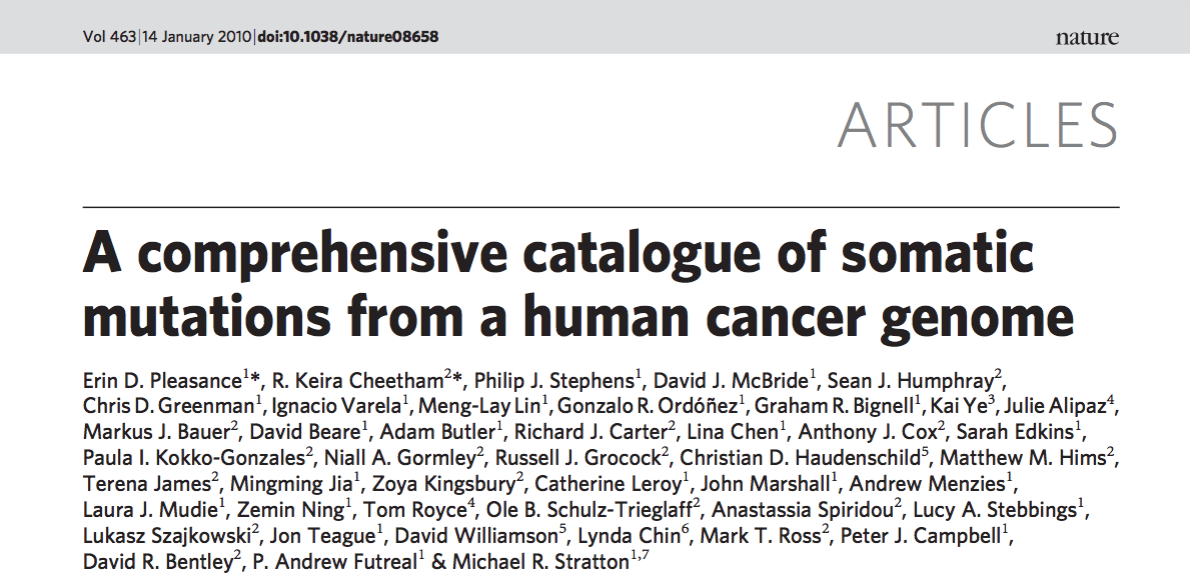 Vol 463|14 January 2010|doi:10.1038/nature08658
nature
ARTICLES
A comprehensive catalogue of somatic
mutations from a human cancer genome
Erin D. Pleasance¹*, R. Keira Cheetham²*, Philip J. Stephens¹, David J. McBride¹, Sean J. Humphray²,
Chris D. Greenman¹, Ignacio Varela¹, Meng-Lay Lin¹, Gonzalo R. Ordóñez¹, Graham R. Bignell¹, Kai Ye³, Julie Alipaz⁴,
Markus J. Bauer², David Beare¹, Adam Butler¹, Richard J. Carter², Lina Chen¹, Anthony J. Cox², Sarah Edkins¹,
Paula I. Kokko-Gonzales², Niall A. Gormley², Russell J. Grocock², Christian D. Haudenschild⁵, Matthew M. Hims²,
Terena James², Mingming Jia¹, Zoya Kingsbury², Catherine Leroy¹, John Marshall¹, Andrew Menzies¹,
Laura J. Mudie¹, Zemin Ning¹, Tom Royce⁴, Ole B. Schulz-Trieglaff², Anastassia Spiridou², Lucy A. Stebbings¹,
Lukasz Szajkowski², Jon Teague¹, David Williamson⁵, Lynda Chin⁶, Mark T. Ross², Peter J. Campbell¹,
David R. Bentley², P. Andrew Futreal¹ & Michael R. Stratton¹,⁷